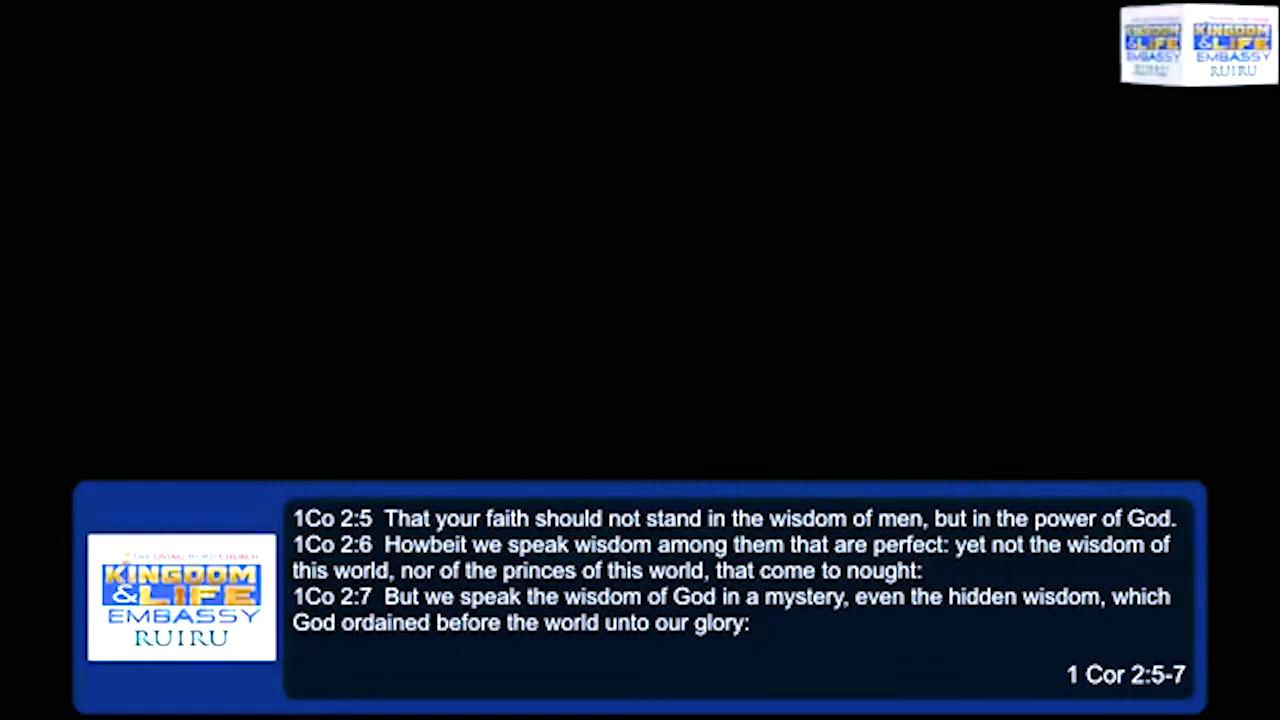 KINGDOM
& LIFE
EMBASSY
RUIRU
KINGDOM
& LIFE
EMBASSY
RUIRU
1Co 2:5 That your faith should not stand in the wisdom of men, but in the power of God.
1Co 2:6 Howbeit we speak wisdom among them that are perfect: yet not the wisdom of
this world, nor of the princes of this world, that come to nought:
1Co 2:7 But we speak the wisdom of God in a mystery, even the hidden wisdom, which
God ordained before the world unto our glory:
1 Cor 2:5-7
THE LIVING WORD CHURCH
KINGDOM
& LIFE
EMBASSY
RUIRU